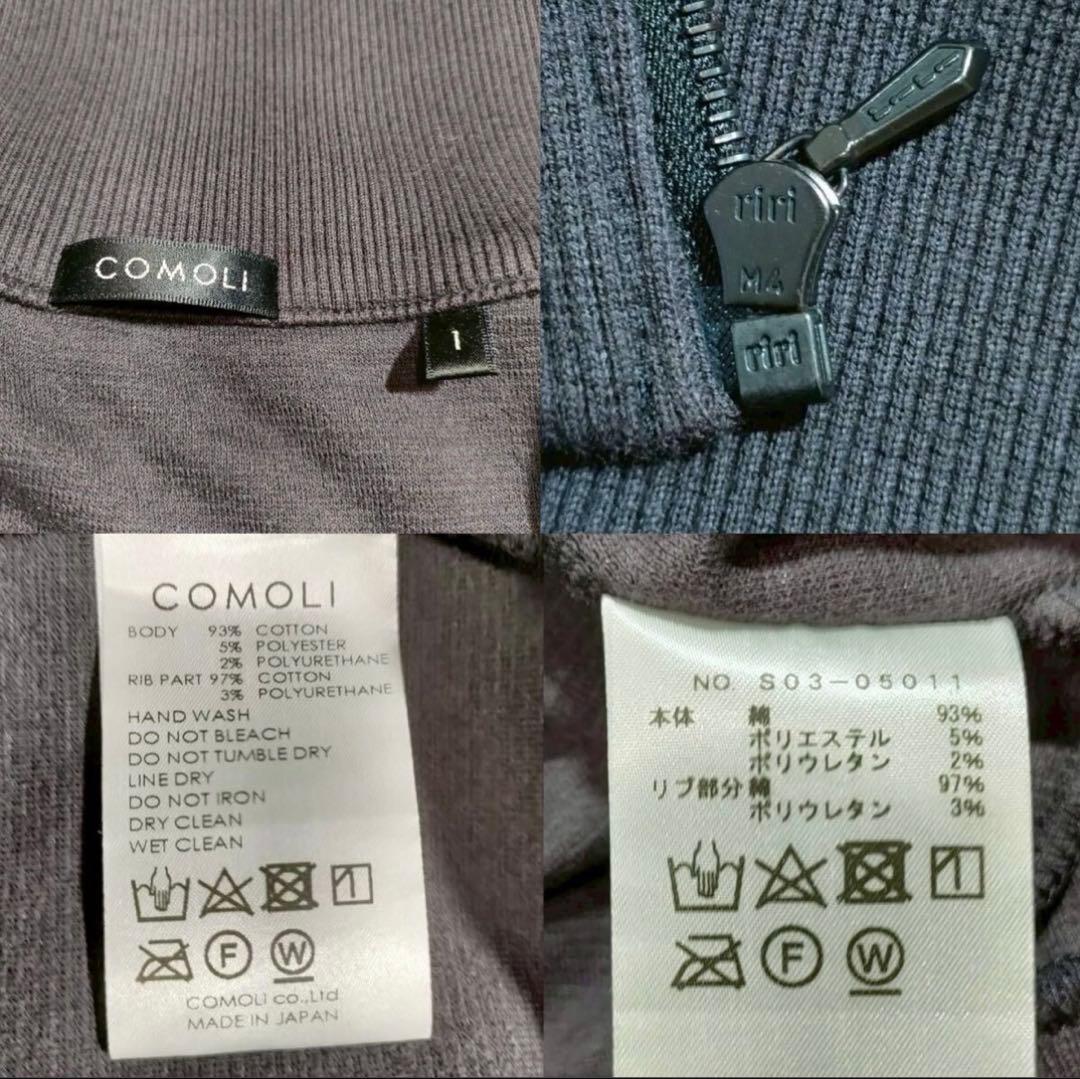 COMOLI
1
riri
M4
riri
COMOLI
BODY 93% COTTON
5% POLYESTER
2% POLYURETHANE
RIB PART 97% COTTON
3% POLYURETHANE
HAND WASH
DO NOT BLEACH
DO NOT TUMBLE DRY
LINE DRY
DO NOT IRON
DRY CLEAN
WET CLEAN
F W
COMOLI co.,Ltd
MADE IN JAPAN
NO. S03-05011
本体 綿 93%
ポリエステル 5%
ポリウレタン 2%
リブ部分 綿 97%
ポリウレタン 3%
F W